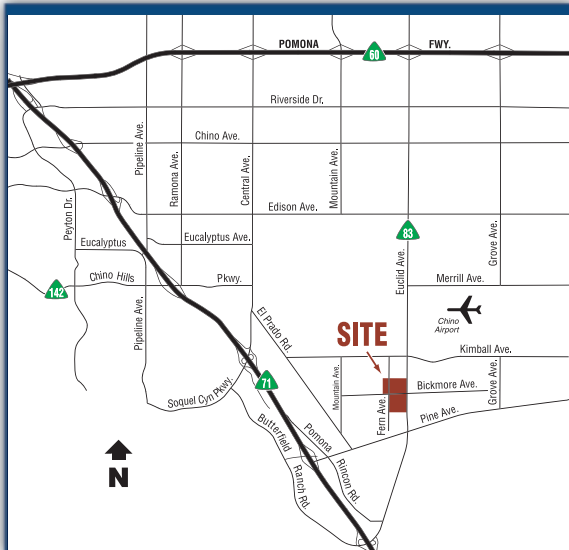 POMONA FWY.
60
Riverside Dr.
Pipeline Ave.
Chino Ave.
Ramona Ave.
Central Ave.
Mountain Ave.
Edison Ave.
Peyton Dr.
83
Grove Ave.
Eucalyptus
Eucalyptus Ave.
Euclid Ave.
142
Chino Hills Pkwy.
Merrill Ave.
Pipeline Ave.
El Prado Rd.
Chino
Airport
SITE
Kimball Ave.
71
Mountain Ave.
Bickmore Ave.
Grove Ave.
Soquel Cyn Pkwy.
Fern Ave.
Pine Ave.
Butterfield
Ranch Rd.
Pomona
Rincon Rd.
N